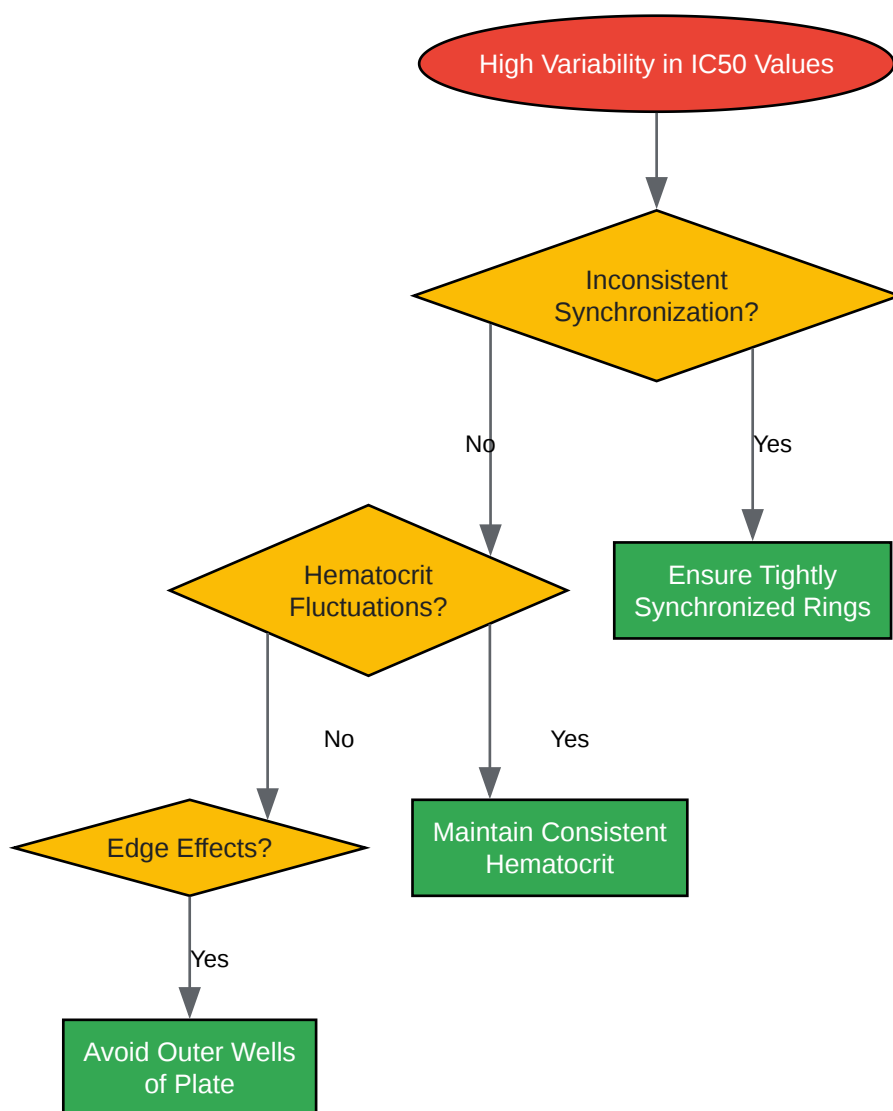 High Variability in IC50 Values
Inconsistent
Synchronization?
No
Yes
Hematocrit
Fluctuations?
Ensure Tightly
Synchronized Rings
No
Yes
Edge Effects?
Maintain Consistent
Hematocrit
Yes
Avoid Outer Wells
of Plate